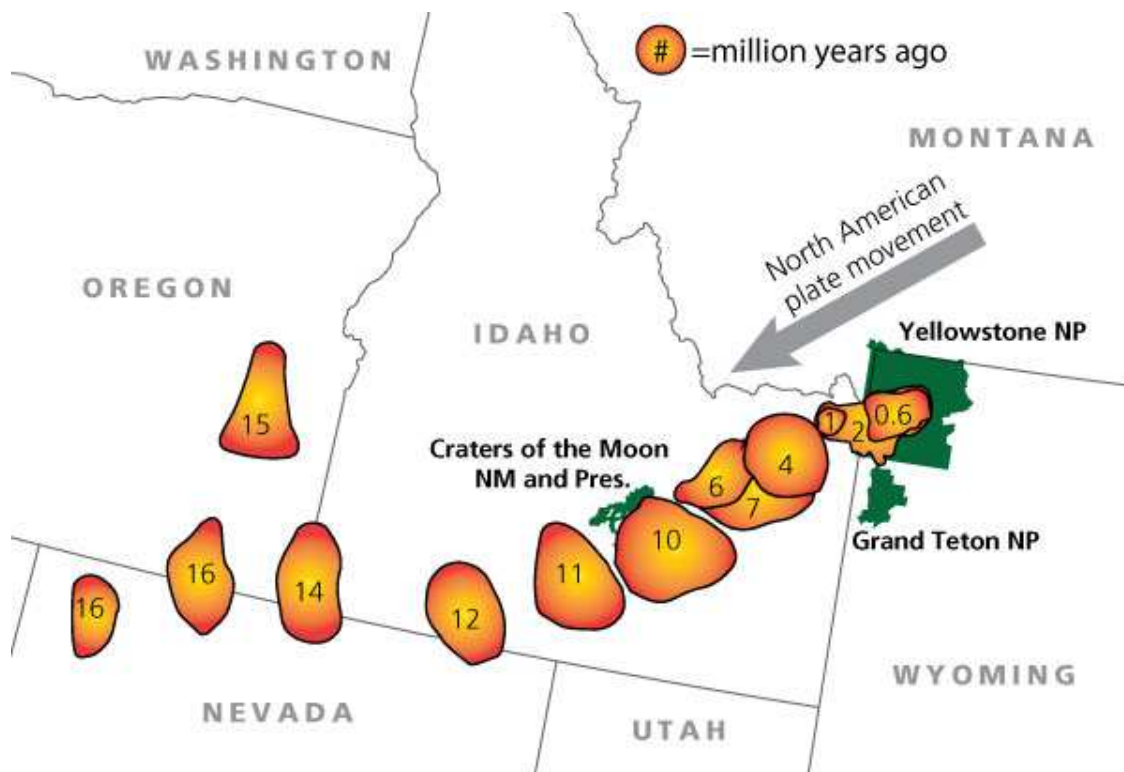 WASHINGTON
# =million years ago
MONTANA
North American
plate movement
OREGON
IDAHO
Yellowstone NP
15
1
2
0.6
4
Craters of the Moon
NM and Pres.
6
7
Grand Teton NP
10
11
16
16
14
12
WYOMING
NEVADA
UTAH